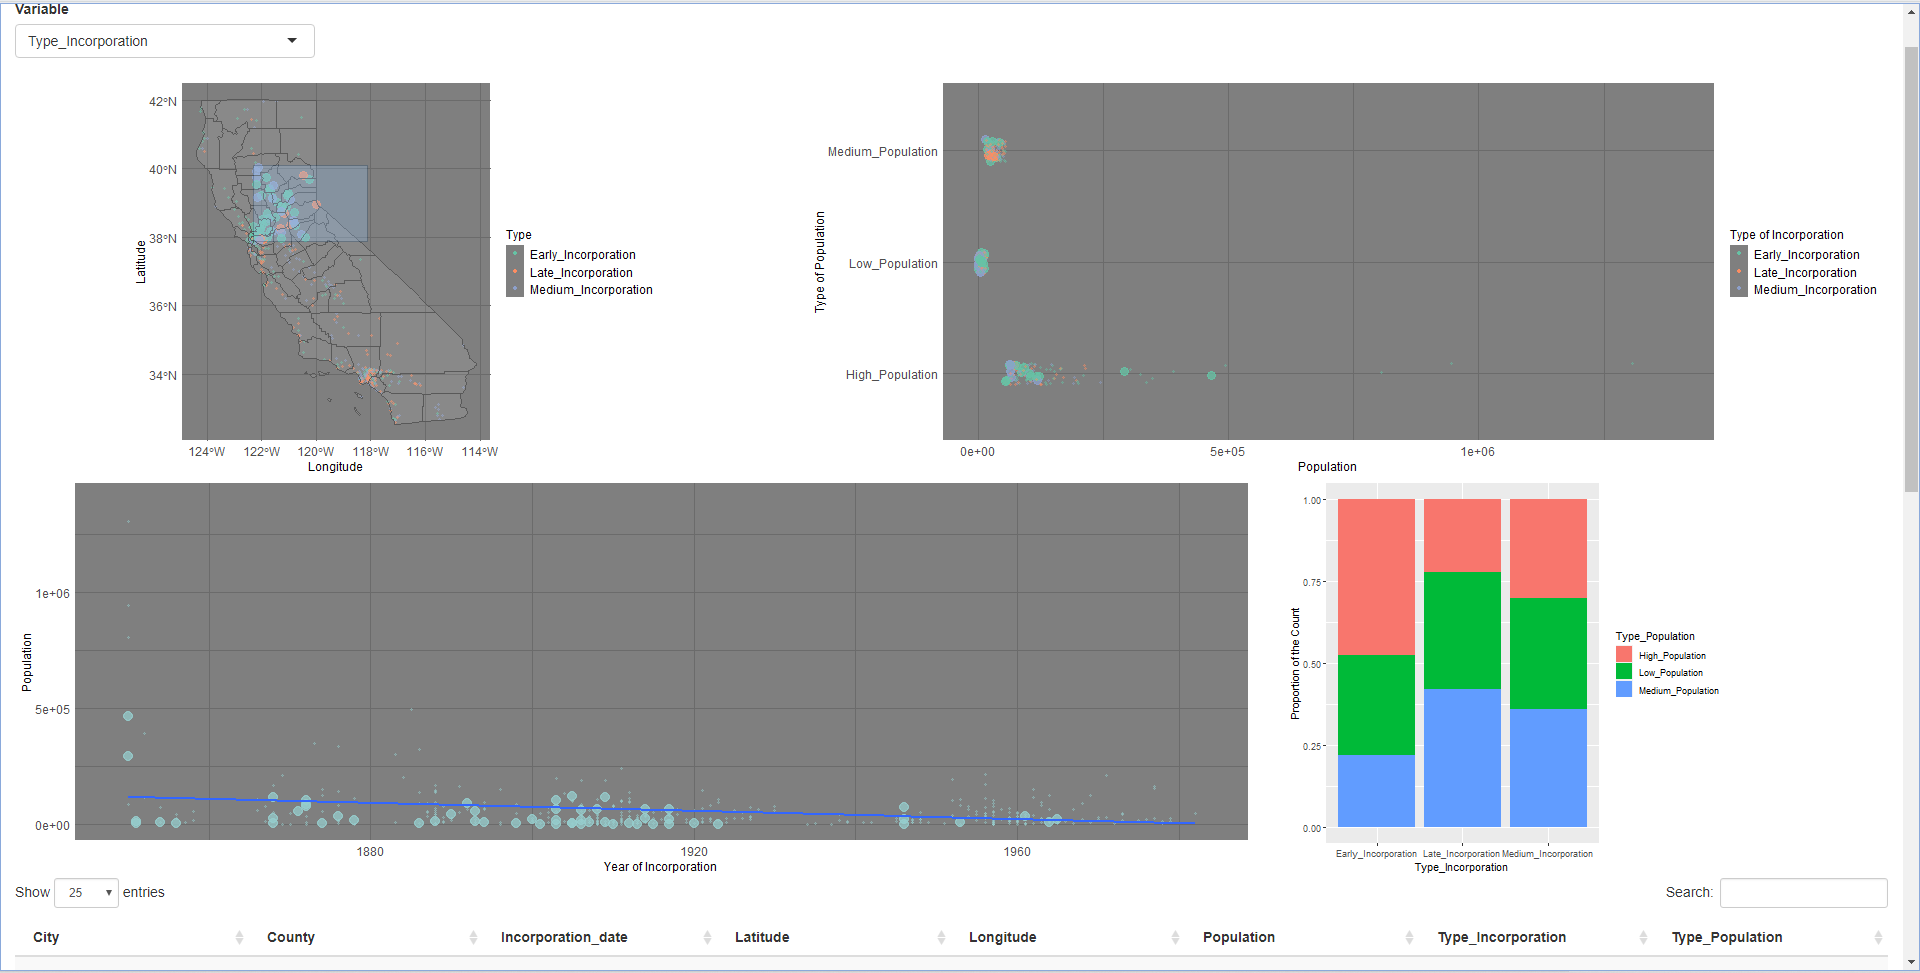 Variable
Type_Incorporation
42°N
40°N
38°N
36°N
34°N
Latitude
124°W 122°W 120°W 118°W 116°W 114°W
Longitude
Type
Early_Incorporation
Late_Incorporation
Medium_Incorporation
Medium_Population
Low_Population
High_Population
Type of Population
0e+00 5e+05 1e+06
Population
Type of Incorporation
Early_Incorporation
Late_Incorporation
Medium_Incorporation
1e+06
5e+05
0e+00
Population
1880 1920 1960
Year of Incorporation
1.00
0.75
0.50
0.25
0.00
Proportion of the Count
Early_Incorporation Late_Incorporation Medium_Incorporation
Type_Incorporation
Type_Population
High_Population
Low_Population
Medium_Population
Show 25 entries
Search:
City County Incorporation_date Latitude Longitude Population Type_Incorporation Type_Population